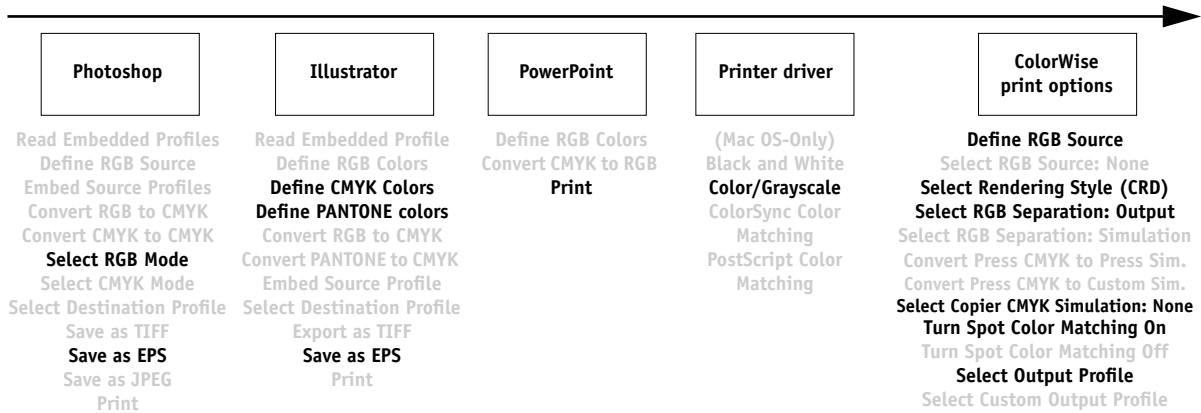 Photoshop
Illustrator
PowerPoint
Printer driver
ColorWise
print options
Read Embedded Profiles
Define RGB Source
Embed Source Profiles
Convert RGB to CMYK
Convert CMYK to CMYK
Select RGB Mode
Select CMYK Mode
Select Destination Profile
Save as TIFF
Save as EPS
Save as JPEG
Print
Read Embedded Profile
Define RGB Colors
Define CMYK Colors
Define PANTONE colors
Convert RGB to CMYK
Convert PANTONE to CMYK
Embed Source Profile
Select Destination Profile
Export as TIFF
Save as EPS
Print
Define RGB Colors
Convert CMYK to RGB
Print
(Mac OS-Only)
Black and White
Color/Grayscale
ColorSync Color
Matching
PostScript Color
Matching
Define RGB Source
Select RGB Source: None
Select Rendering Style (CRD)
Select RGB Separation: Output
Select RGB Separation: Simulation
Convert Press CMYK to Press Sim.
Convert Press CMYK to Custom Sim.
Select Copier CMYK Simulation: None
Turn Spot Color Matching On
Turn Spot Color Matching Off
Select Output Profile
Select Custom Output Profile